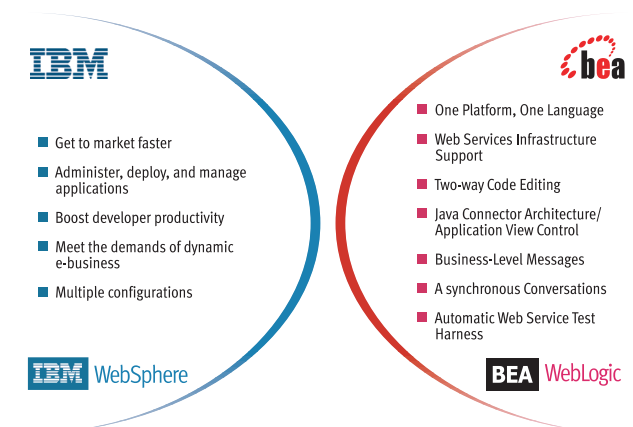 IBM
Get to market faster
Administer, deploy, and manage
applications
Boost developer productivity
Meet the demands of dynamic
e-business
Multiple configurations
IBM WebSphere
bea
One Platform, One Language
Web Services Infrastructure
Support
Two-way Code Editing
Java Connector Architecture/
Application View Control
Business-Level Messages
A synchronous Conversations
Automatic Web Service Test
Harness
BEA WebLogic